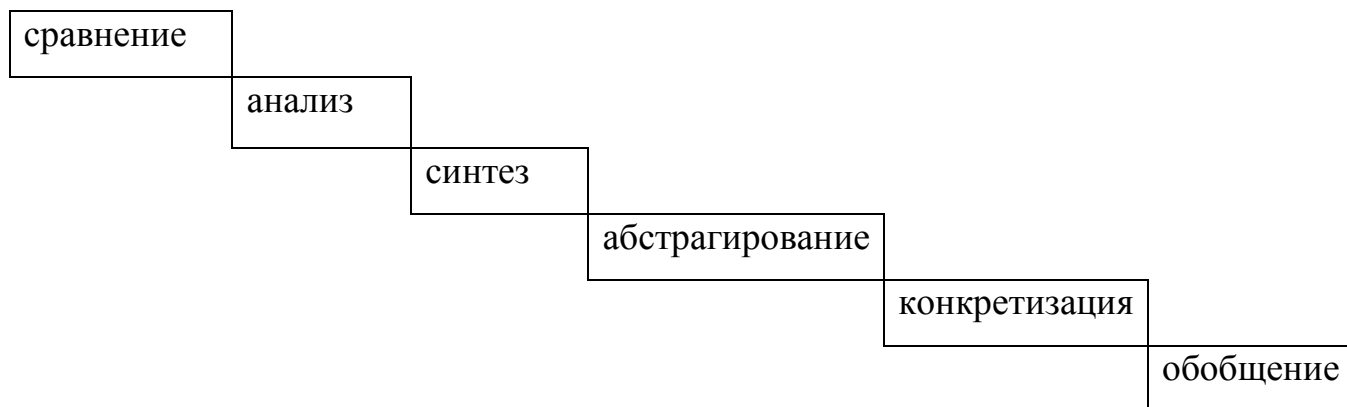 сравнение
анализ
синтез
абстрагирование
конкретизация
обобщение